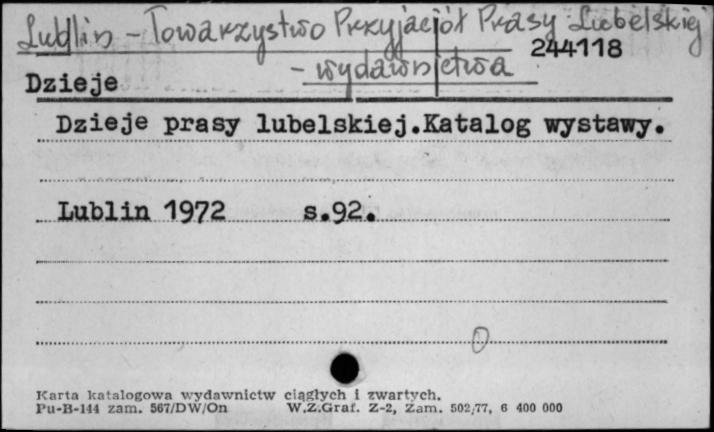 Lublin - Towarzystwo Przyjaciół Prasy Lubelskiej
244118
- wydawnictwa
Dzieje
Dzieje prasy lubelskiej.Katalog wystawy.
Lublin 1972 s.92.
Karta katalogowa wydawnictw ciągłych i zwartych.
Pu-B-144 zam. 567/DW/On W.Z.Graf. Z-2, Zam. 502/77, 6 400 000